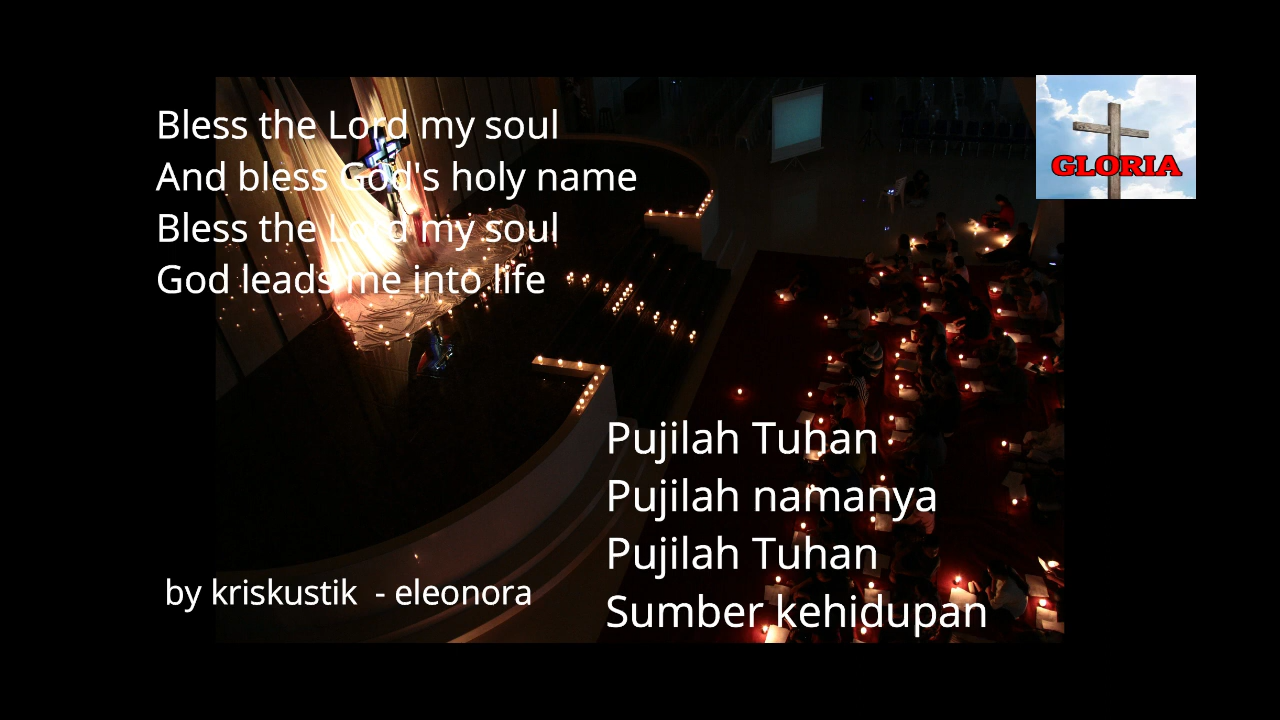 Bless the Lord my soul
And bless God's holy name
Bless the Lord my soul
God leads me into life
GLORIA
Pujilah Tuhan
Pujilah namanya
Pujilah Tuhan
Sumber kehidupan
by kriskustik - eleonora